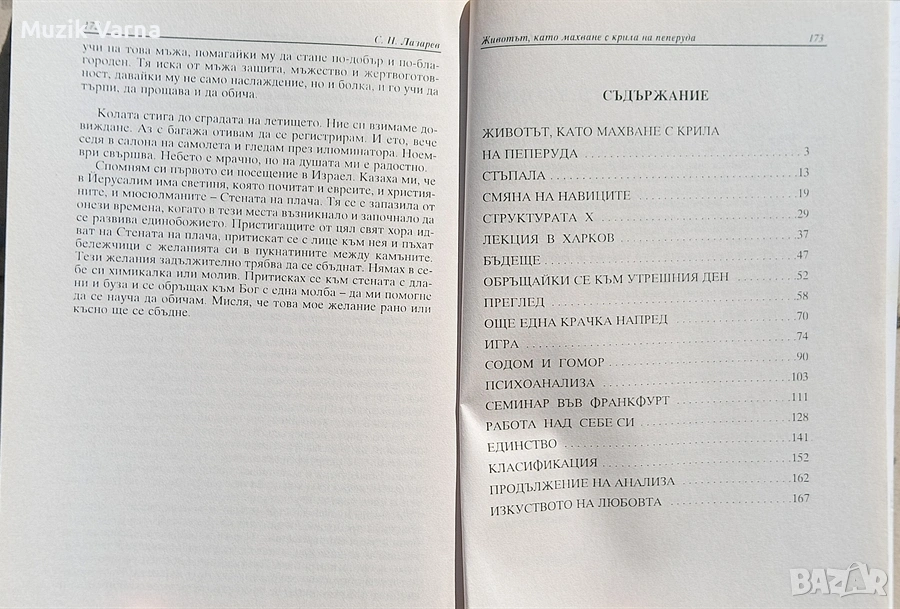 Muzik Varna
С. Н. Лазарев
учи на това мъжа, помагайки му да стане по-добър и по-бла-
городен. Тя иска от мъжа защита, мъжество и жертвоготов-
ност, давайки му не само наслаждение, но и болка, и го учи да
търпи, да прощава и да обича.
Колата стига до сградата на летището. Ние си взимаме до-
виждане. Аз с багажа отивам да се регистрирам. И ето, вече
седя в салона на самолета и гледам през илюминатора. Ноем-
ври свършва. Небето е мрачно, но на душата ми е радостно.
Спомням си първото си посещение в Израел. Казаха ми, че
в Йерусалим има светиня, която почитат и евреите, и христия-
ните, и мюсюлманите – Стената на плача. Тя се е запазила от
онези времена, когато в тези места възникнало и започнало да
се развива единобожието. Пристигащите от цял свят хора ид-
ват на Стената на плача, притискат се с лице към нея и пъхат
бележчици с желанията си в пукнатините между камъните.
Тези желания задължително трябва да се сбъднат. Нямах в се-
бе си химикалка или молив. Притисках се към стената с дла-
ни и буза и се обръщах към Бог с една молба – да ми помогне
да се науча да обичам. Мисля, че това мое желание рано или
късно ще се сбъдне.
Животът, като махване с крила на пеперуда 173
СЪДЪРЖАНИЕ
ЖИВОТЪТ, КАТО МАХВАНЕ С КРИЛА
НА ПЕПЕРУДА 3
СТЪПАЛА 13
СМЯНА НА НАВИЦИТЕ 19
СТРУКТУРАТА Х 29
ЛЕКЦИЯ В ХАРКОВ 37
БЪДЕЩЕ 47
ОБРЪЩАЙКИ СЕ КЪМ УТРЕШНИЯ ДЕН 52
ПРЕГЛЕД 58
ОЩЕ ЕДНА КРАЧКА НАПРЕД 70
ИГРА 74
СОДОМ И ГОМОР 90
ПСИХОАНАЛИЗА 103
СЕМИНАР ВЪВ ФРАНКФУРТ 111
РАБОТА НАД СЕБЕ СИ 128
ЕДИНСТВО 141
КЛАСИФИКАЦИЯ 152
ПРОДЪЛЖЕНИЕ НА АНАЛИЗА 162
ИЗКУСТВОТО НА ЛЮБОВТА 167
BAZAR